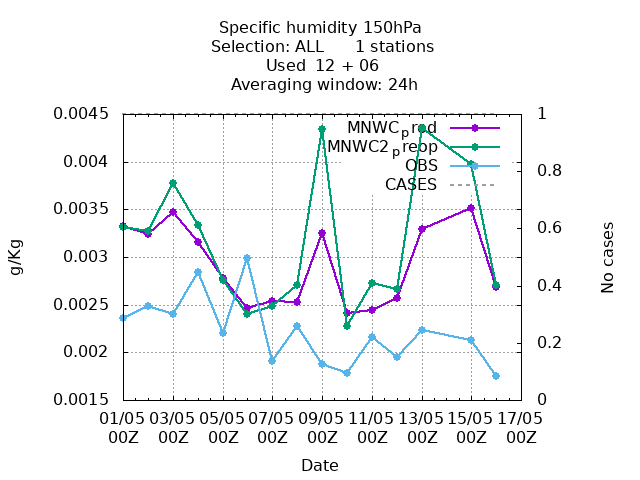 Specific humidity 150hPa
Selection: ALL 1 stations
Used 12 + 06
Averaging window: 24h
0.0045
0.004
0.0035
0.003
0.0025
0.002
0.0015
g/Kg
1
0.8
0.6
0.4
0.2
0
No cases
MNWC_prod
MNWC2_prepp
OBS
CASES
01/05 03/05 05/05 07/05 09/05 11/05 13/05 15/05 17/05
00Z 00Z 00Z 00Z 00Z 00Z 00Z 00Z 00Z
Date